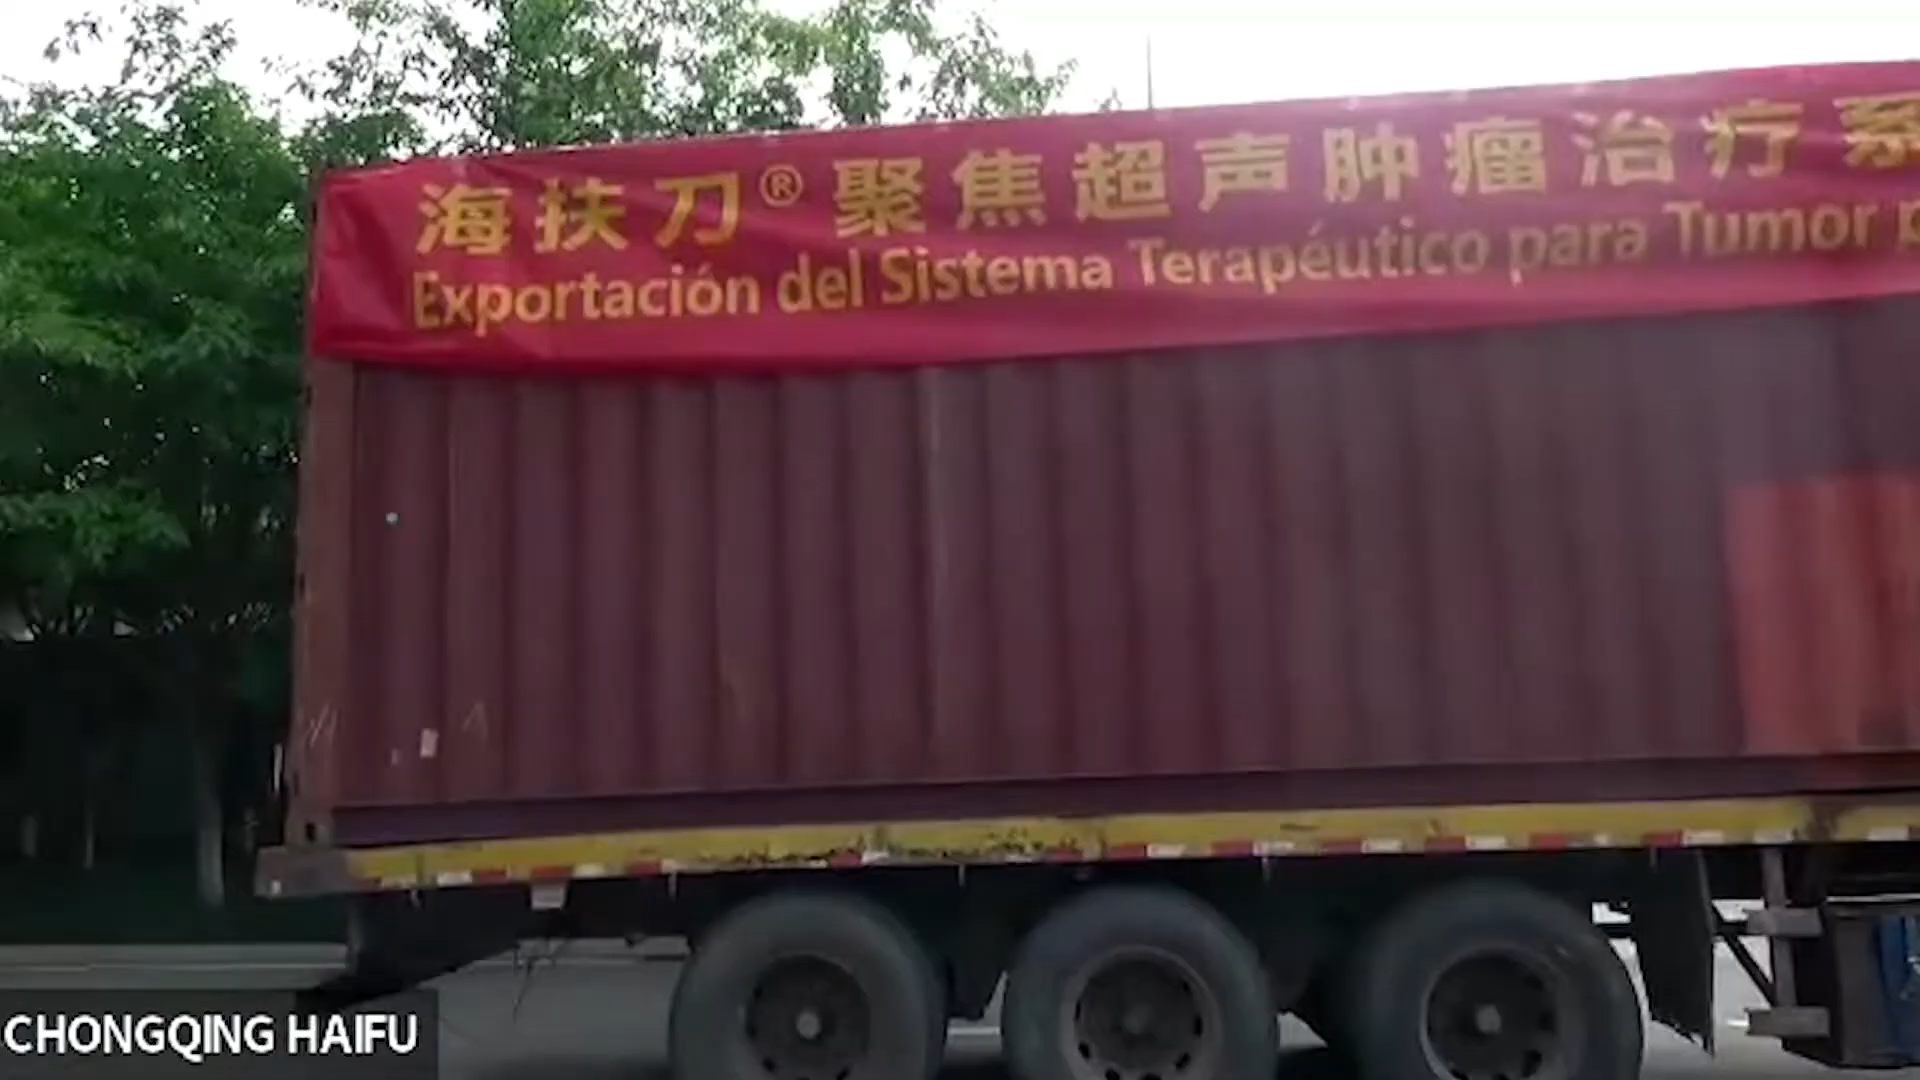 海扶刀® 聚焦超声肿瘤治疗系
Exportación del Sistema Terapéutico para Tumor p
CHONGQING HAIFU